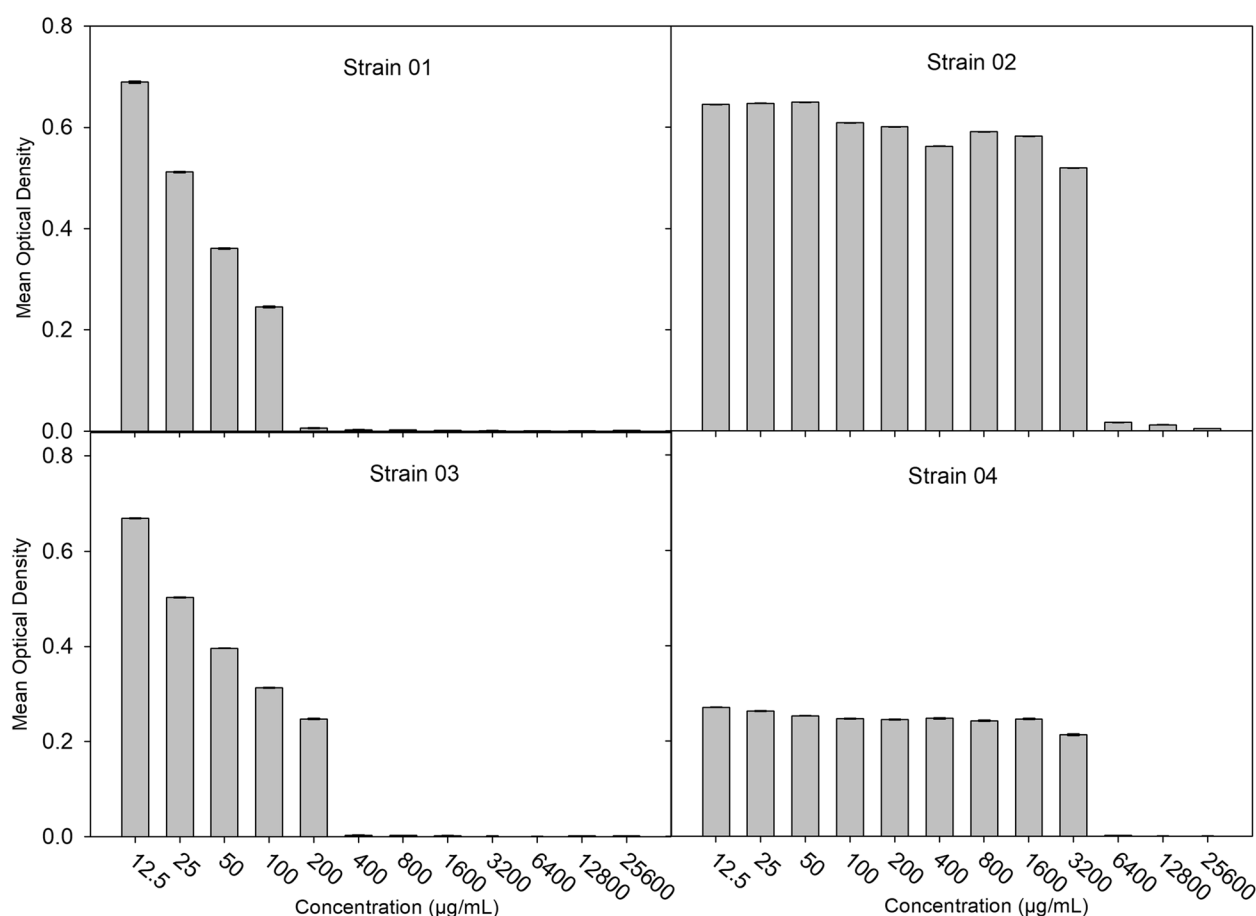 0.8
Strain 01
Strain 02
0.6
0.4
0.2
0.0
Mean Optical Density
0.8
Strain 03
Strain 04
0.6
0.4
0.2
0.0
Mean Optical Density
12.5 25 50 100 200 400 800 1600 3200 6400 12800 25600
12.5 25 50 100 200 400 800 1600 3200 6400 12800 25600
Concentration (µg/mL)
Concentration (µg/mL)